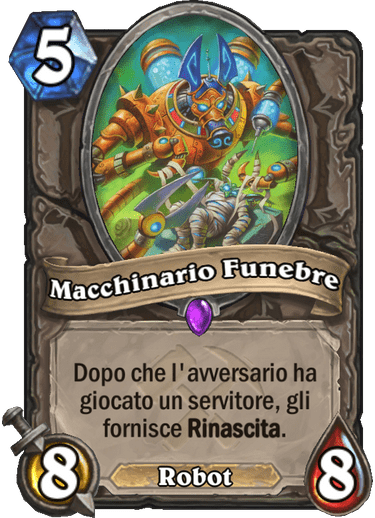 5
Macchinario Funebre
Dopo che l'avversario ha
giocato un servitore, gli
fornisce Rinascita.
8
Robot
8